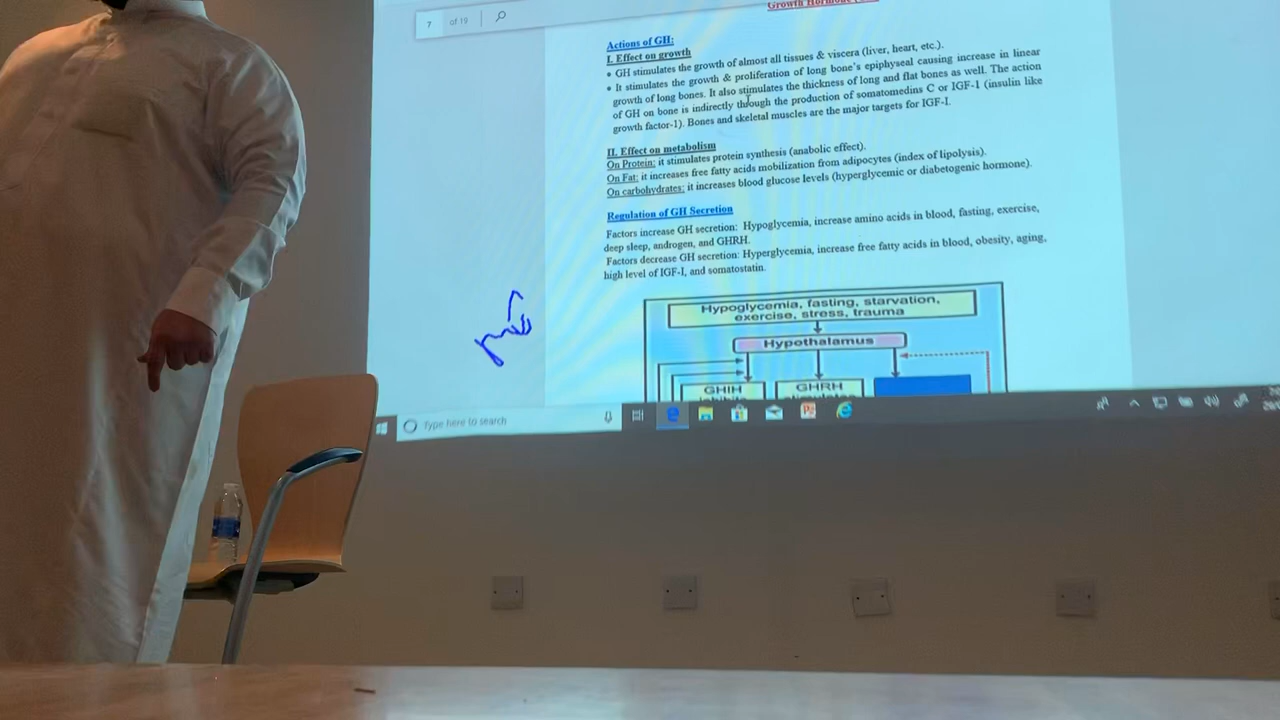 7 of 19
Growth Hormone
Actions of GH:
I. Effect on growth
• GH stimulates the growth of almost all tissues & viscera (liver, heart, etc.).
• It stimulates the growth & proliferation of long bone's epiphyseal causing increase in linear
growth of long bones. It also stimulates the thickness of long and flat bones as well. The action
of GH on bone is indirectly through the production of somatomedins C or IGF-1 (insulin like
growth factor-1). Bones and skeletal muscles are the major targets for IGF-I.
II. Effect on metabolism
On Protein: it stimulates protein synthesis (anabolic effect).
On Fat: it increases free fatty acids mobilization from adipocytes (index of lipolysis).
On carbohydrates: it increases blood glucose levels (hyperglycemic or diabetogenic hormone).
Regulation of GH Secretion
Factors increase GH secretion: Hypoglycemia, increase amino acids in blood, fasting, exercise,
deep sleep, androgen, and GHRH.
Factors decrease GH secretion: Hyperglycemia, increase free fatty acids in blood, obesity, aging,
high level of IGF-I, and somatostatin.
Hypoglycemia, fasting, starvation,
exercise, stress, trauma
Hypothalamus
GHIH GHRH
Type here to search